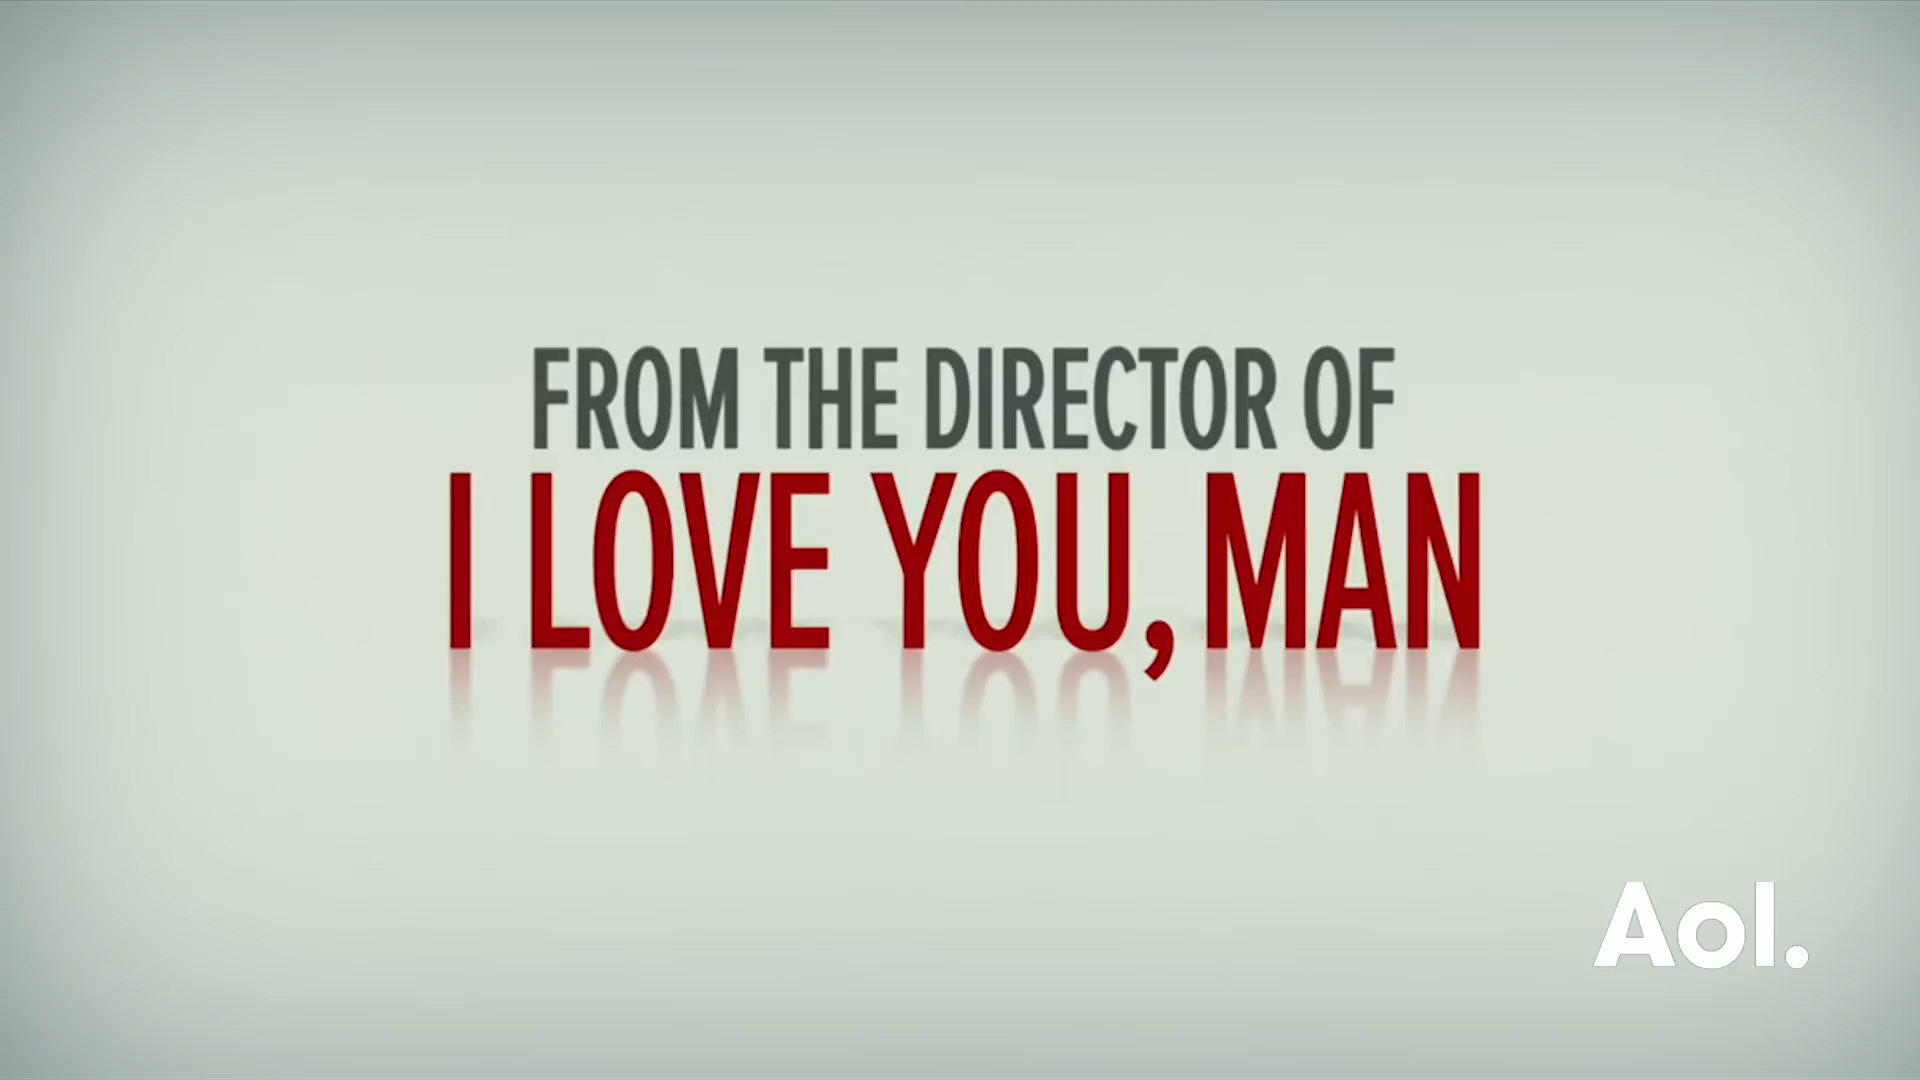 FROM THE DIRECTOR OF
I LOVE YOU, MAN
Aol.